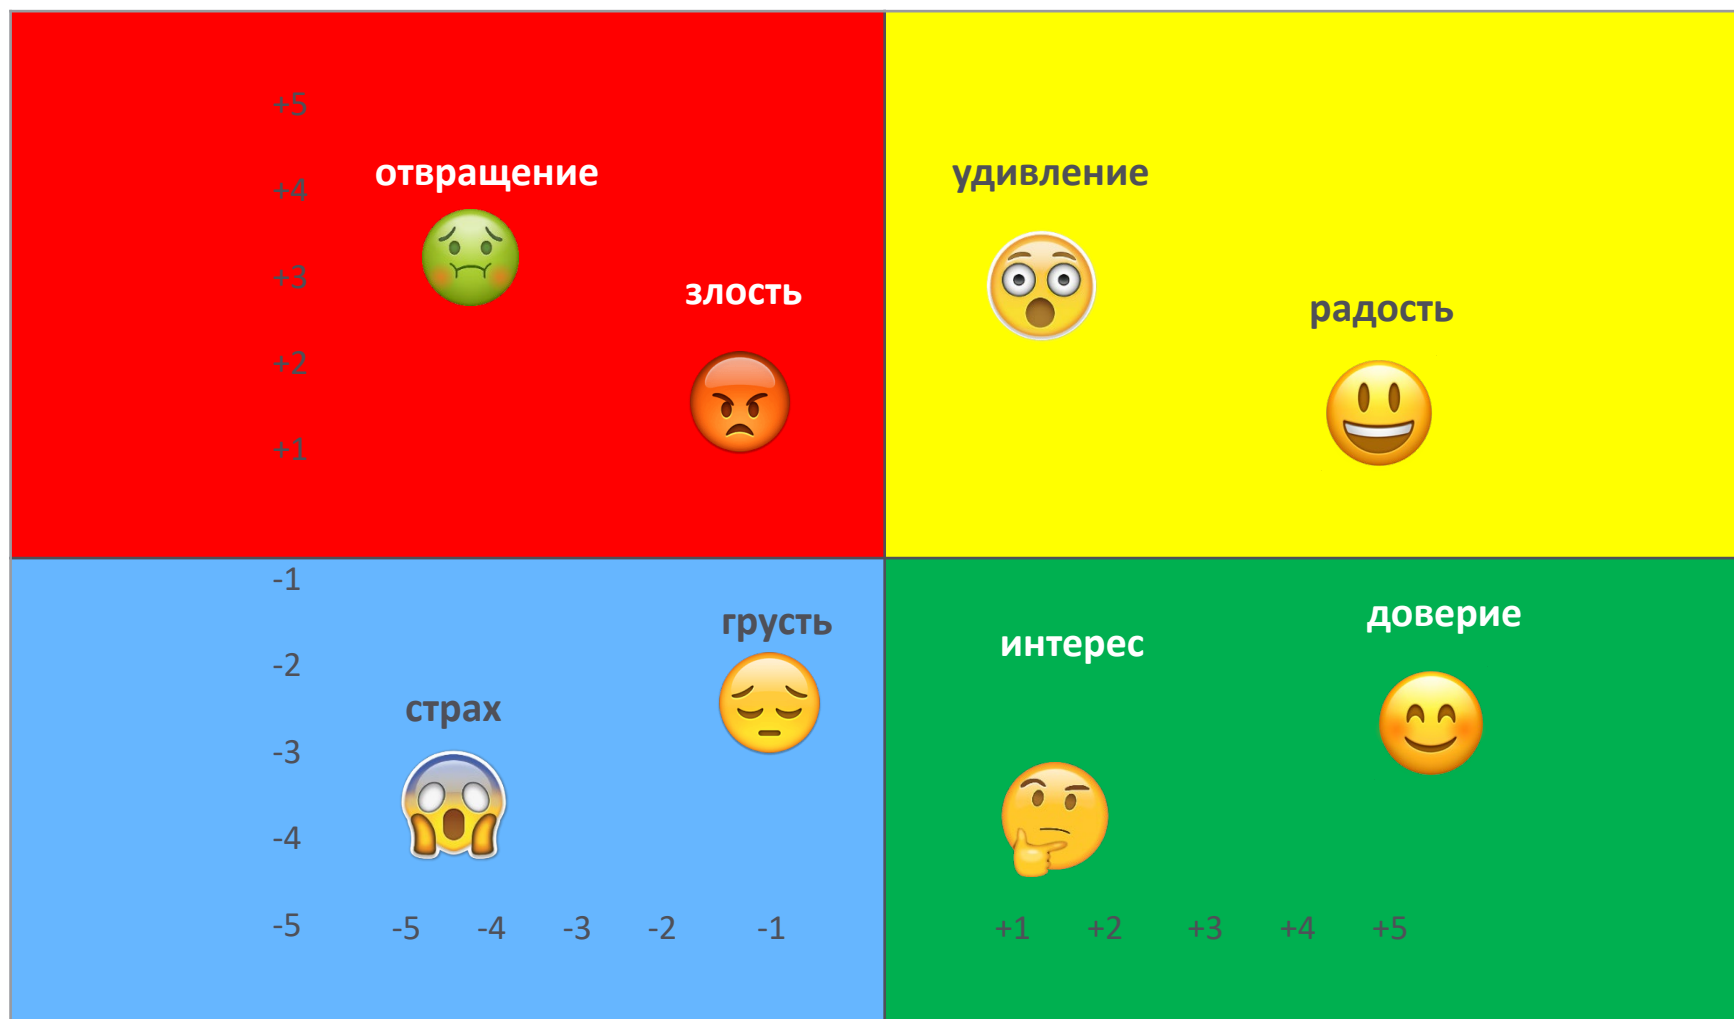 +5
отвращение
удивление
+4
+3
злость
радость
+2
+1
-1
грусть
доверие
интерес
-2
страх
-3
-4
-5
-5 -4 -3 -2 -1
+1 +2 +3 +4 +5